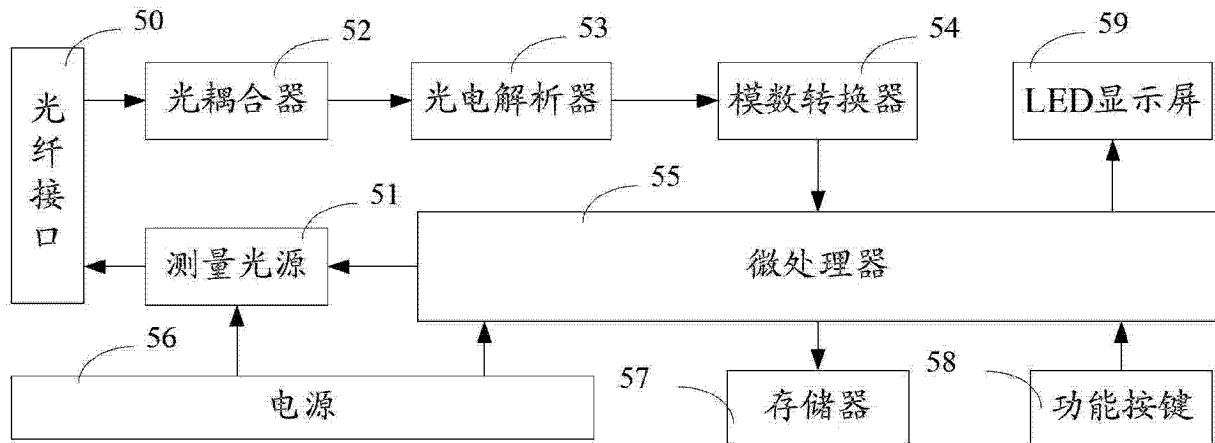 50
52
53
54
59
光纤接口
光耦合器
光电解析器
模数转换器
LED显示屏
51
55
测量光源
微处理器
56
57
58
电源
存储器
功能按键